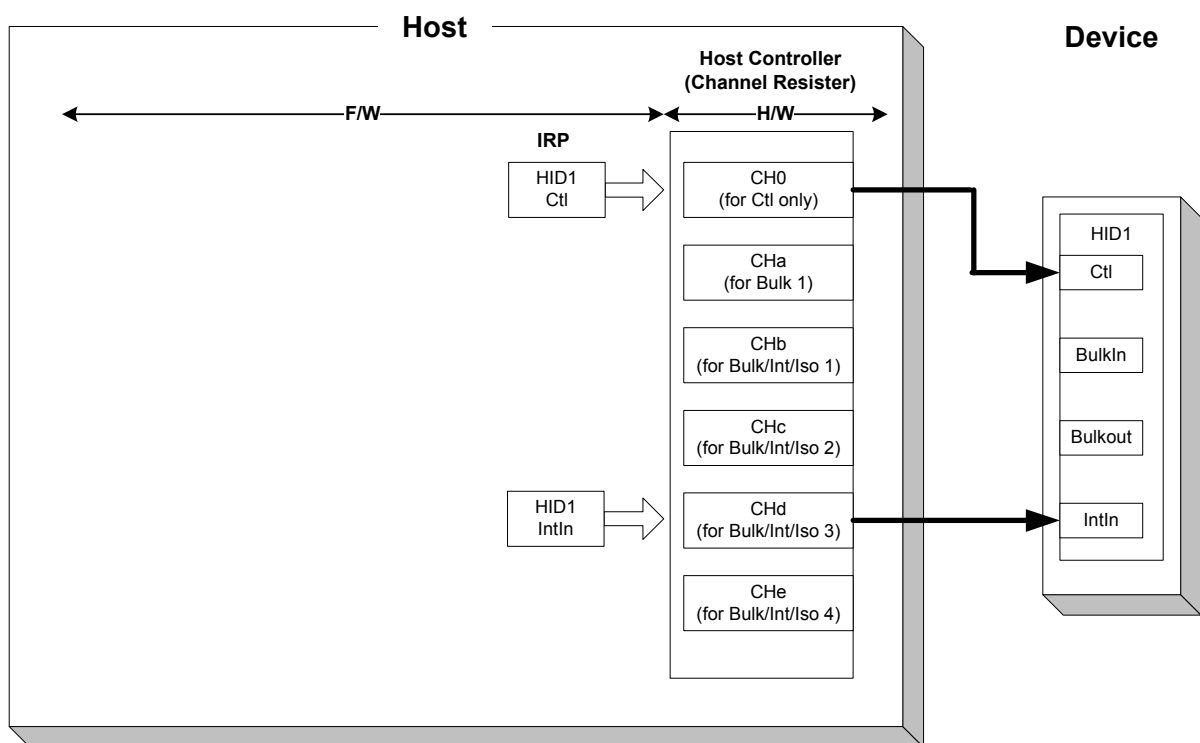 Host
Device
Host Controller
(Channel Resister)
F/W
H/W
IRP
HID1
Ctl
CH0
(for Ctl only)
CHa
(for Bulk 1)
CHb
(for Bulk/Int/Iso 1)
CHc
(for Bulk/Int/Iso 2)
HID1
IntIn
CHd
(for Bulk/Int/Iso 3)
CHe
(for Bulk/Int/Iso 4)
HID1
Ctl
BulkIn
Bulkout
IntIn